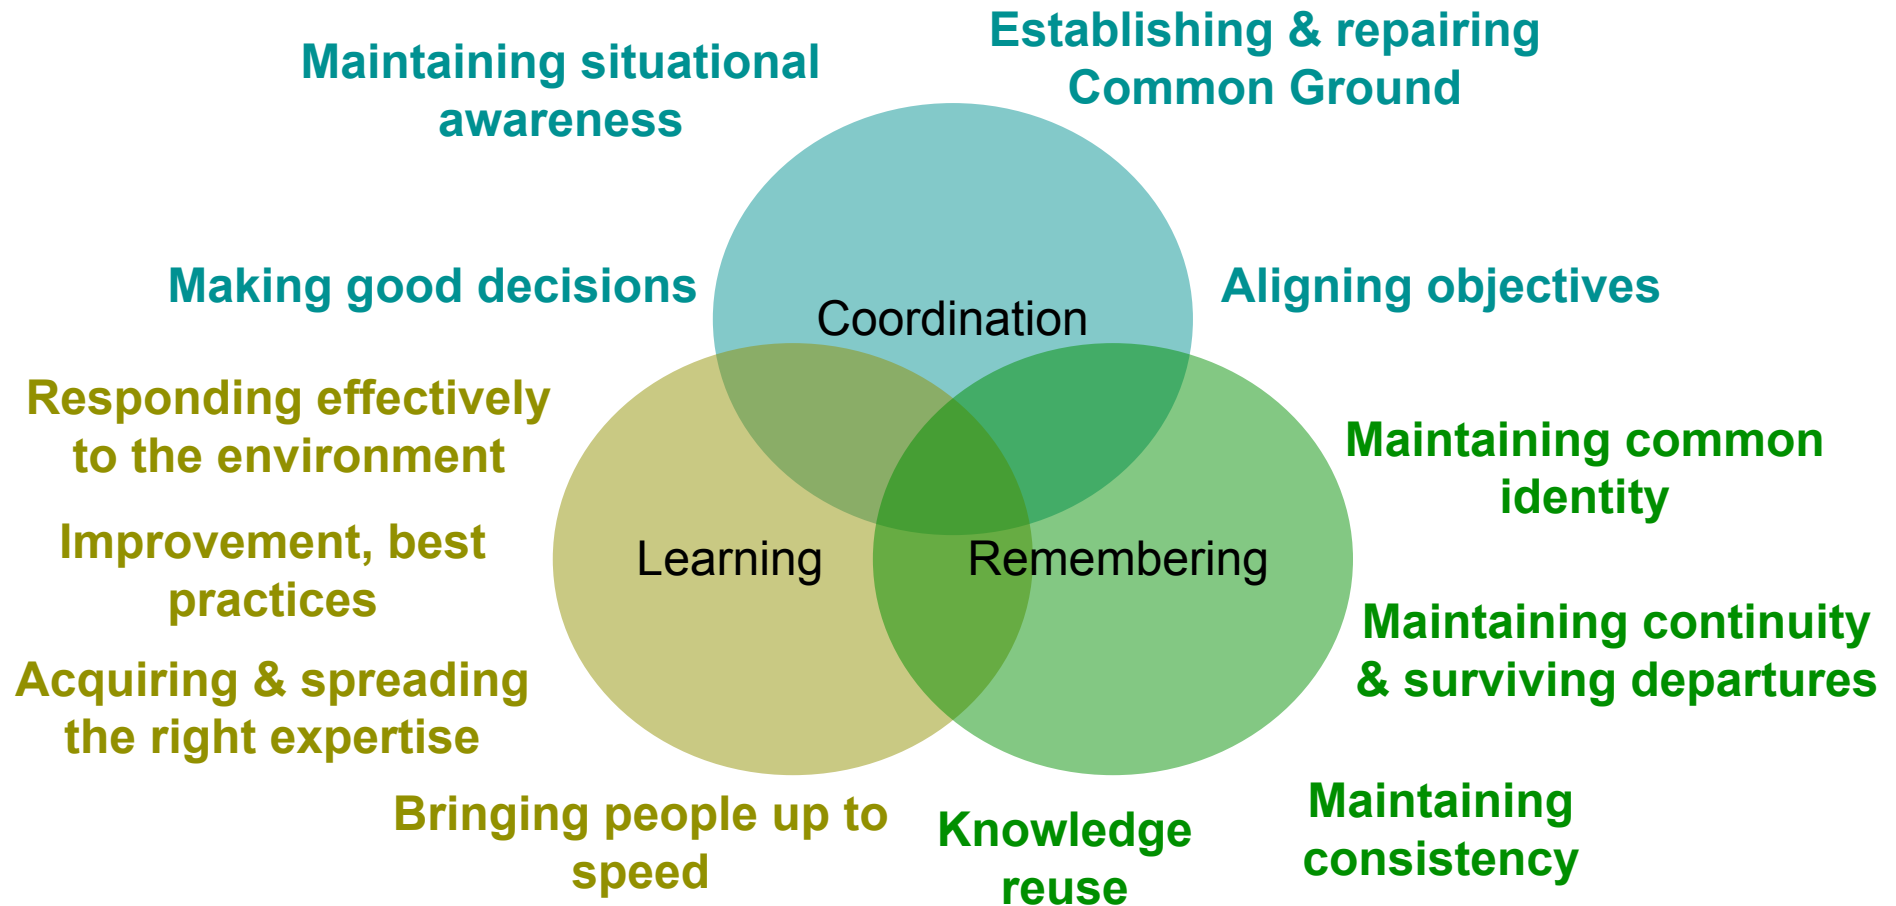 Establishing & repairing
Common Ground
Maintaining situational
awareness
Making good decisions
Aligning objectives
Coordination
Responding effectively
to the environment
Maintaining common
identity
Improvement, best
practices
Learning
Remembering
Maintaining continuity
& surviving departures
Acquiring & spreading
the right expertise
Bringing people up to
speed
Knowledge
reuse
Maintaining
consistency